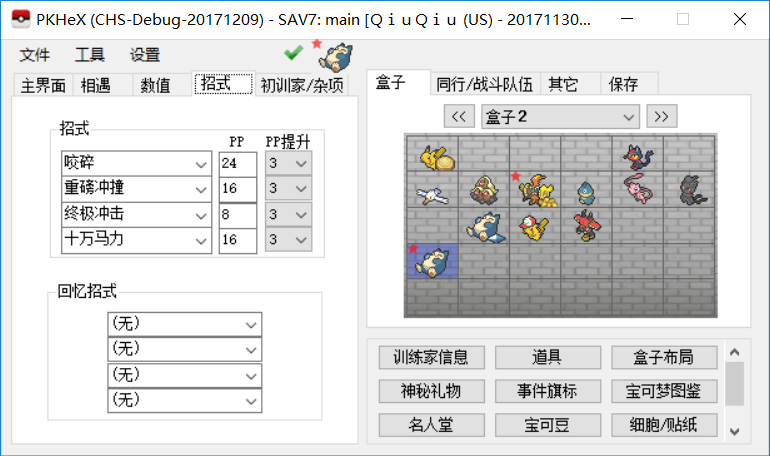 PKHeX (CHS-Debug-20171209) - SAV7: main [ＱｉｕＱｉｕ (US) - 20171130...
文件 工具 设置
主界面 相遇 数值 招式 初训家/杂项
招式
PP PP提升
咬碎 24 3
重磅冲撞 16 3
终极冲击 8 3
十万马力 16 3
回忆招式
(无)
(无)
(无)
(无)
盒子 同行/战斗队伍 其它 保存
<< 盒子2 >>
训练家信息 道具 盒子布局
神秘礼物 事件旗标 宝可梦图鉴
名人堂 宝可豆 细胞/贴纸